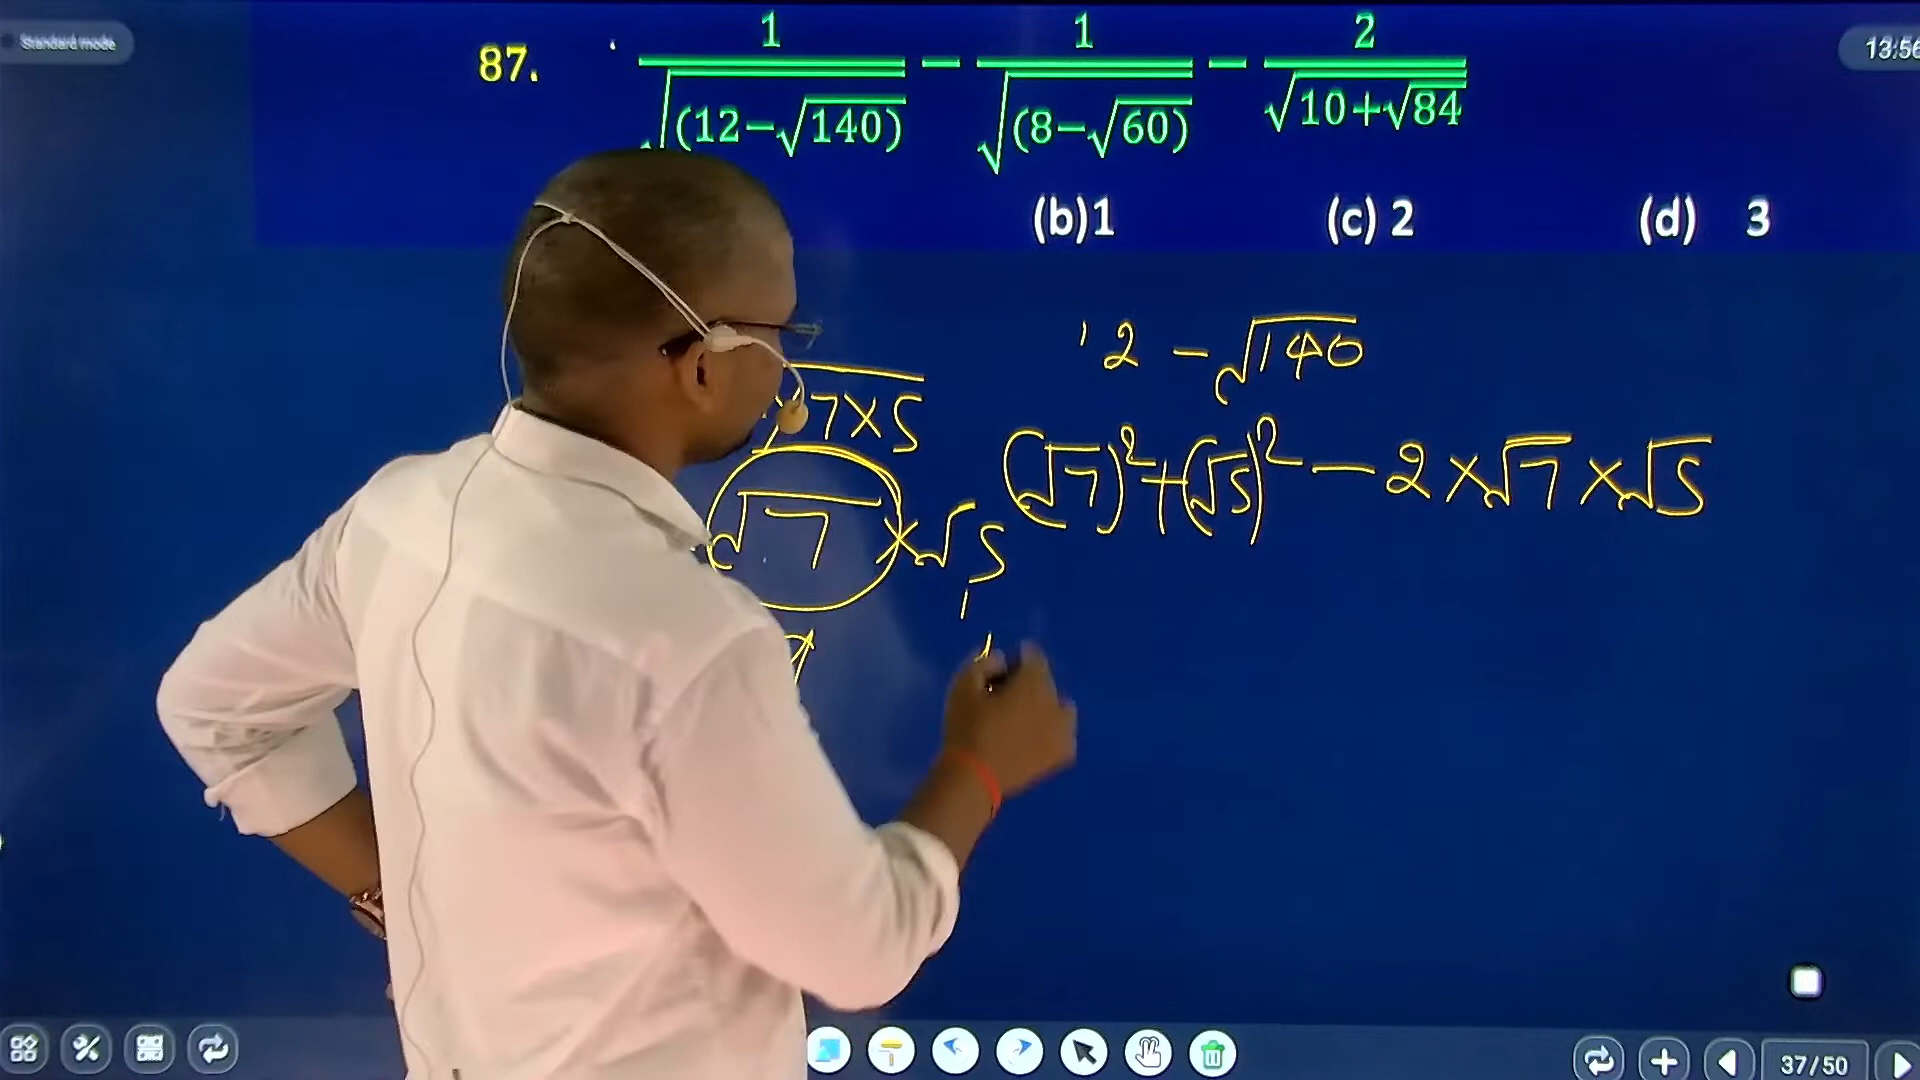 Standard mode
13:56
87. 1/√(12−√140) − 1/√(8−√60) − 2/√10+√84
(b)1 (c) 2 (d) 3
12 − √140
7×5 (√7)²+(√5)² − 2×√7×√5
√7 ×√5
37/50